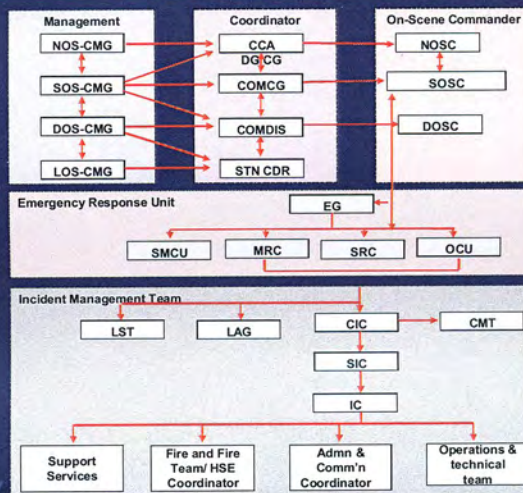 Management
Coordinator
On-Scene Commander
NOS-CMG
CCA
NOSC
DG CG
SOS-CMG
COMCG
SOSC
DOS-CMG
COMDIS
DOSC
LOS-CMG
STN CDR
Emergency Response Unit
EG
SMCU
MRC
SRC
OCU
Incident Management Team
LST
LAG
CIC
CMT
SIC
IC
Support
Services
Fire and Fire
Team/ HSE
Coordinator
Admn &
Comm'n
Coordinator
Operations &
technical
team